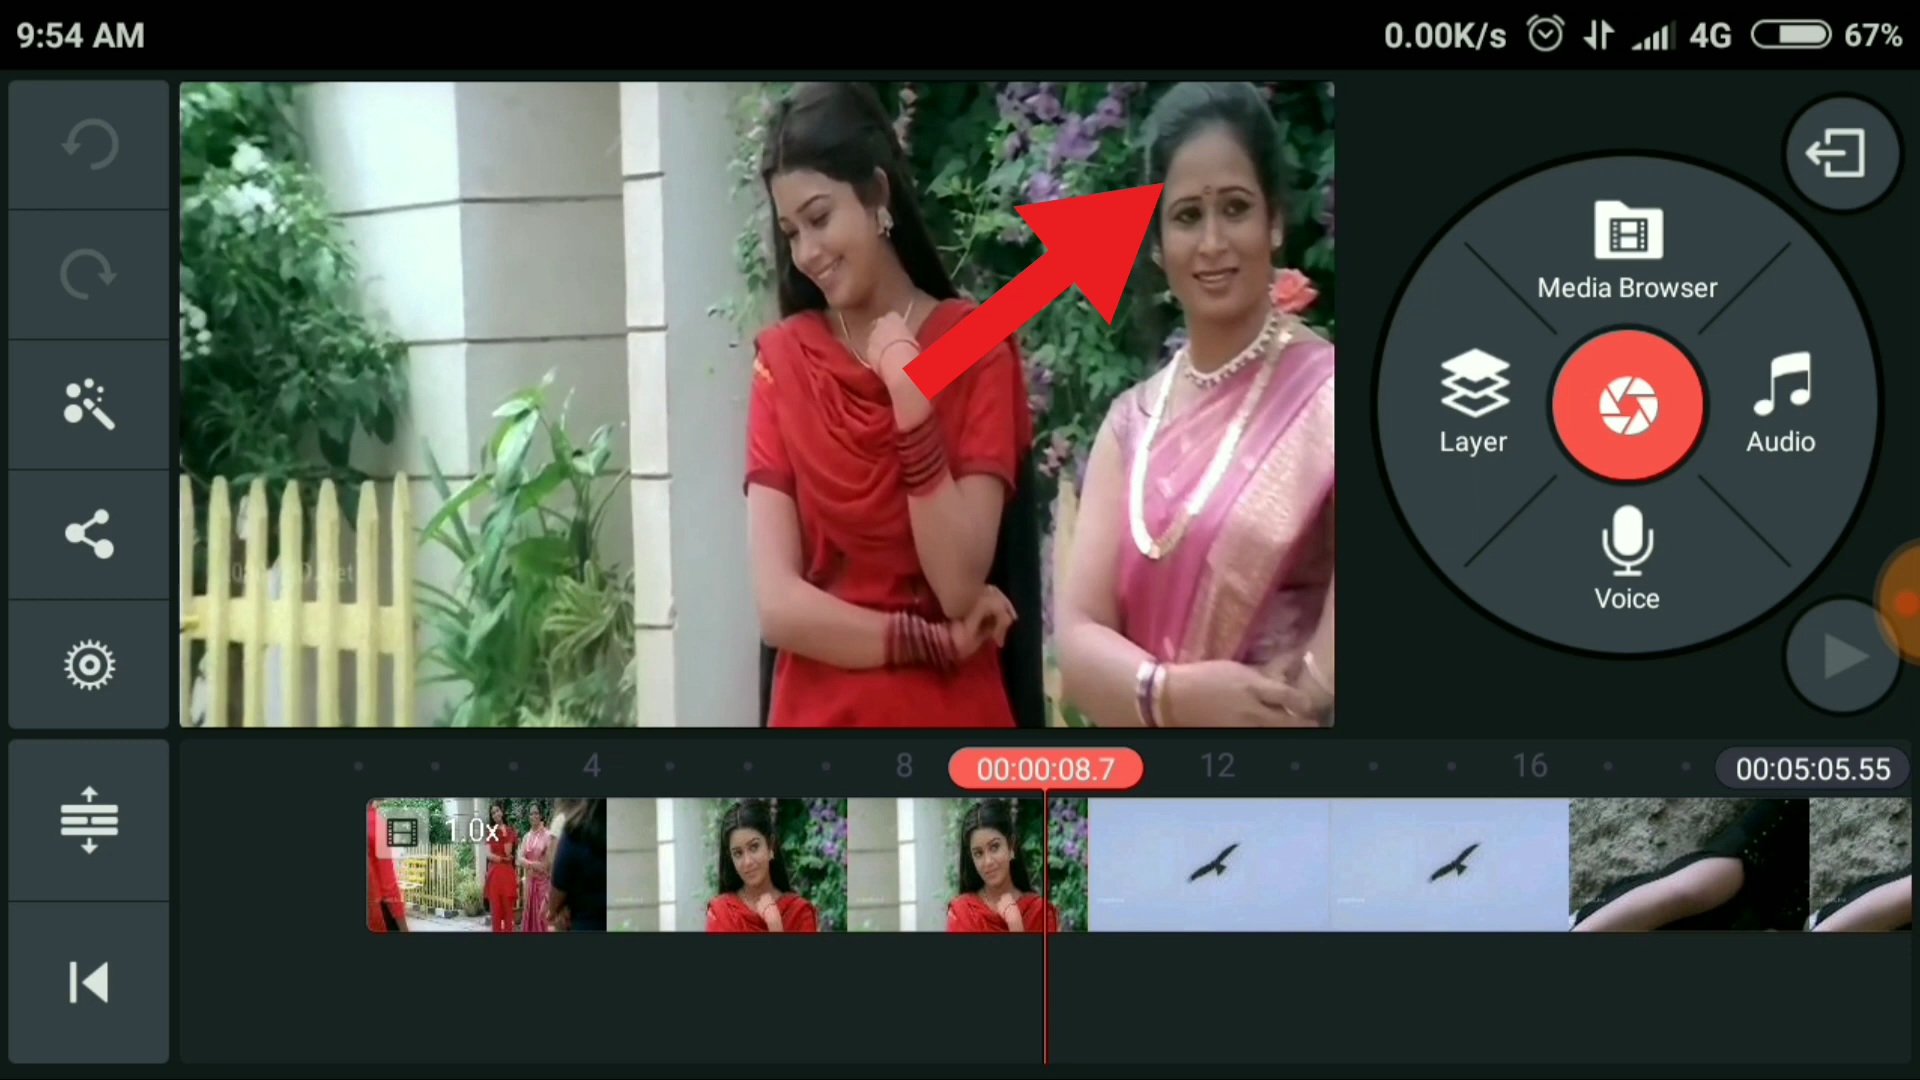 9:54 AM
0.00K/s
4G
67%
Media Browser
Layer
Audio
Voice
4
8
00:00:08.7
12
16
00:05:05.55
1.0x